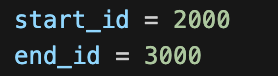 start_id = 2000
end_id = 3000